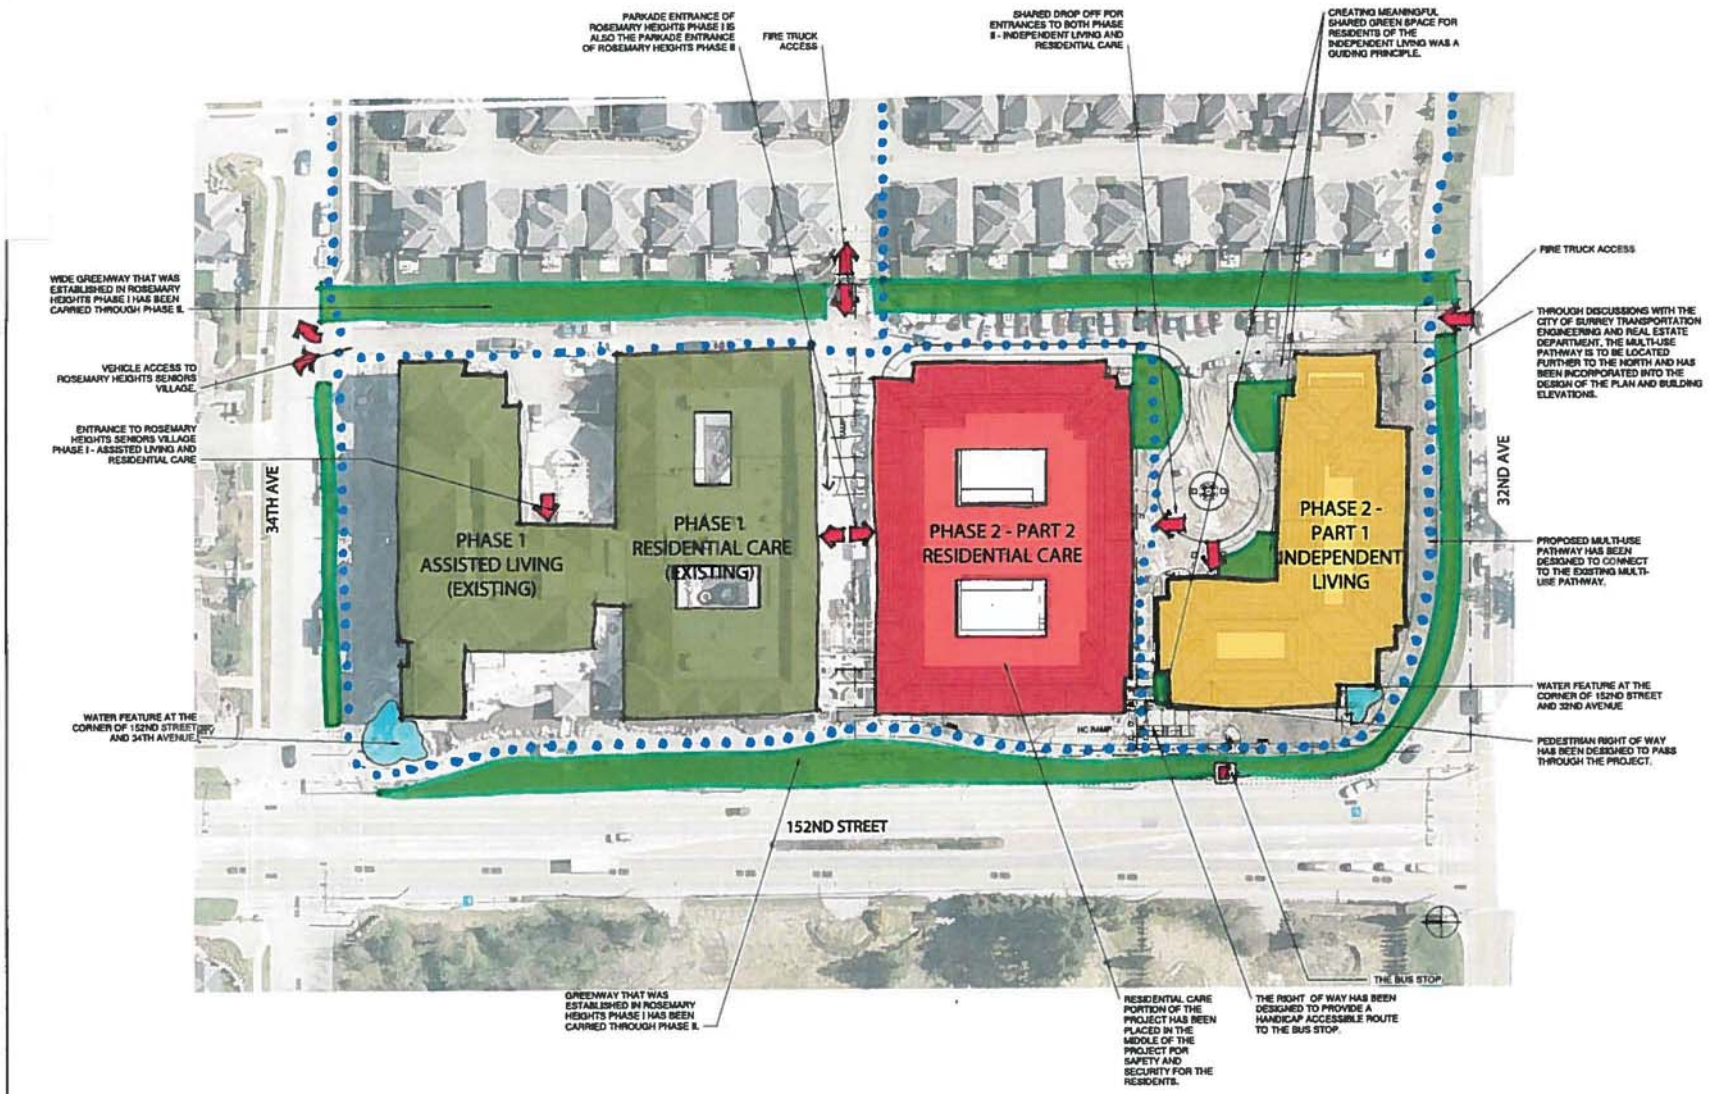 PARKADE ENTRANCE OF
ROSEMARY HEIGHTS PHASE I IS
ALSO THE PARKADE ENTRANCE
OF ROSEMARY HEIGHTS PHASE II
FIRE TRUCK
ACCESS
SHARED DROP OFF FOR
ENTRANCES TO BOTH PHASE
II - INDEPENDENT LIVING AND
RESIDENTIAL CARE
CREATING MEANINGFUL
SHARED GREEN SPACE FOR
RESIDENTS OF THE
INDEPENDENT LIVING WAS A
GUIDING PRINCIPLE.
WIDE GREENWAY THAT WAS
ESTABLISHED IN ROSEMARY
HEIGHTS PHASE I HAS BEEN
CARRIED THROUGH PHASE II.
VEHICLE ACCESS TO
ROSEMARY HEIGHTS SENIORS
VILLAGE.
ENTRANCE TO ROSEMARY
HEIGHTS SENIORS VILLAGE
PHASE I - ASSISTED LIVING AND
RESIDENTIAL CARE
34TH AVE
WATER FEATURE AT THE
CORNER OF 152ND STREET
AND 34TH AVENUE
PHASE 1
ASSISTED LIVING
(EXISTING)
PHASE 1
RESIDENTIAL CARE
(EXISTING)
RAMP
PHASE 2 - PART 2
RESIDENTIAL CARE
PHASE 2 -
PART 1
INDEPENDENT
LIVING
HC RAMP
152ND STREET
32ND AVE
FIRE TRUCK ACCESS
THROUGH DISCUSSIONS WITH THE
CITY OF SURREY TRANSPORTATION
ENGINEERING AND REAL ESTATE
DEPARTMENT, THE MULTI-USE
PATHWAY IS TO BE LOCATED
FURTHER TO THE NORTH AND HAS
BEEN INCORPORATED INTO THE
DESIGN OF THE PLAN AND BUILDING
ELEVATIONS.
PROPOSED MULTI-USE
PATHWAY HAS BEEN
DESIGNED TO CONNECT
TO THE EXISTING MULTI-
USE PATHWAY.
WATER FEATURE AT THE
CORNER OF 152ND STREET
AND 32ND AVENUE
PEDESTRIAN RIGHT OF WAY
HAS BEEN DESIGNED TO PASS
THROUGH THE PROJECT.
GREENWAY THAT WAS
ESTABLISHED IN ROSEMARY
HEIGHTS PHASE I HAS BEEN
CARRIED THROUGH PHASE II.
RESIDENTIAL CARE
PORTION OF THE
PROJECT HAS BEEN
PLACED IN THE
MIDDLE OF THE
PROJECT FOR
SAFETY AND
SECURITY FOR THE
RESIDENTS.
THE RIGHT OF WAY HAS BEEN
DESIGNED TO PROVIDE A
HANDICAP ACCESSIBLE ROUTE
TO THE BUS STOP.
THE BUS STOP